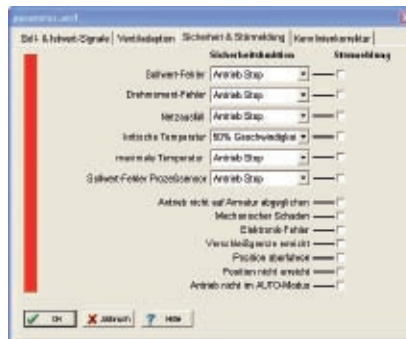 Soll- & Istwert-Signale Ventiladaption Sicherheit & Störmeldung Kennlinienkorrektur
Sicherheitsfunktion Störmeldung
Sollwert-Fehler Antrieb Stop
Drehmoment-Fehler Antrieb Stop
Netzausfall Antrieb Stop
kritische Temperatur 50% Geschwindigkei
maximale Temperatur Antrieb Stop
Sollwert-Fehler Prozeßsensor Antrieb Stop
Antrieb nicht auf Armatur abgeglichen
Mechanischer Schaden
Elektronik-Fehler
Verschleißgrenze erreicht
Position überfahren
Position nicht erreicht
Antrieb nicht im AUTO-Modus
OK Abbruch Hilfe